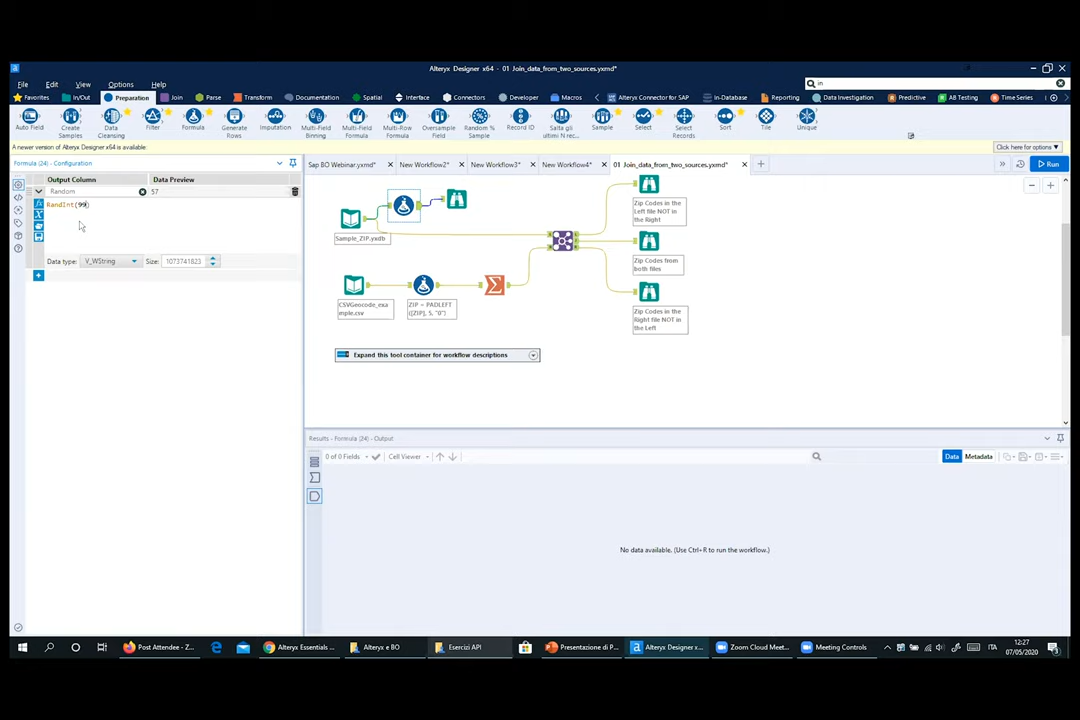 Alteryx Designer x64 - 01 Join_data_from_two_sources.yxmd*
File Edit View Options Help
in
Favorites In/Out Preparation Join Parse Transform Documentation Spatial Interface Connectors Developer Macros Alteryx Connector for SAP In-Database Reporting Data Investigation Predictive AB Testing Time Series
Auto Field
Create Samples
Data Cleansing
Filter
Formula
Generate Rows
Imputation
Multi-Field Binning
Multi-Field Formula
Multi-Row Formula
Oversample Field
Random % Sample
Record ID
Salta gli ultimi N rec...
Sample
Select
Select Records
Sort
Tile
Unique
A newer version of Alteryx Designer x64 is available:
Click here for options
Formula (24) - Configuration
Sap BO Webinar.yxmd*
New Workflow2*
New Workflow3*
New Workflow4*
01 Join_data_from_two_sources.yxmd*
Run
Output Column Data Preview
Random 57
RandInt(99)
Data type: V_WString Size: 1073741823
Sample_ZIP.yxdb
Zip Codes in
the Left file NOT in
the Right
Zip Codes from
both files
CSVGeocode_exa
mple.csv
ZIP = PADLEFT
([ZIP], 5, "0")
Zip Codes in the
Right file NOT in
the Left
Expand this tool container for workflow descriptions
Results - Formula (24) - Output
0 of 0 Fields Cell Viewer Data Metadata
No data available. (Use Ctrl+R to run the workflow.)
Post Attendee - Z...
Alteryx Essentials ...
Alteryx e BO
Esercizi API
Presentazione di P...
Alteryx Designer x...
Zoom Cloud Meet...
Meeting Controls
ITA
12:27
07/05/2020